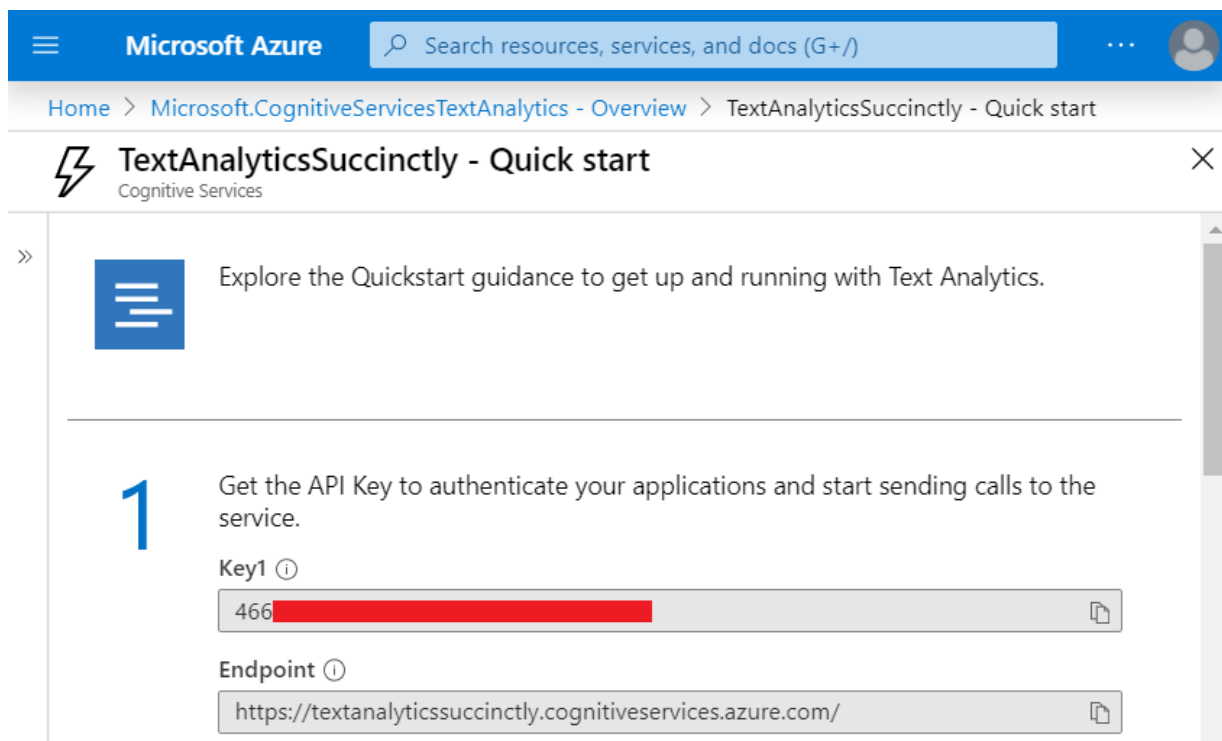 Microsoft Azure
Search resources, services, and docs (G+/)
Home > Microsoft.CognitiveServicesTextAnalytics - Overview > TextAnalyticsSuccinctly - Quick start
TextAnalyticsSuccinctly - Quick start
Cognitive Services
Explore the Quickstart guidance to get up and running with Text Analytics.
1
Get the API Key to authenticate your applications and start sending calls to the
service.
Key1
466
Endpoint
https://textanalyticssuccinctly.cognitiveservices.azure.com/